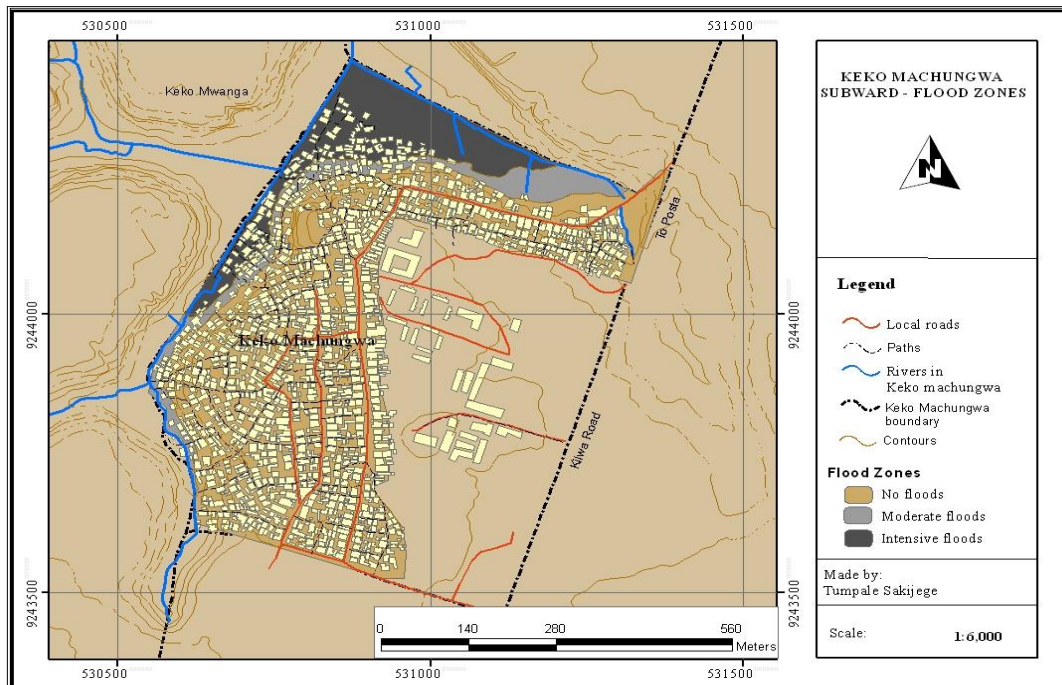 530500
531000
531500
Keko Mwanga
To Posta
Keko Machungwa
Kilwa Road
9244000
9244000
9243500
9243500
0 140 280 560
Meters
530500
531000
531500
KEKO MACHUNGWA
SUBWARD - FLOOD ZONES
N
Legend
Local roads
Paths
Rivers in
Keko machungwa
Keko Machungwa
boundary
Contours
Flood Zones
No floods
Moderate floods
Intensive floods
Made by:
Tumpale Sakijege
Scale: 1:6,000